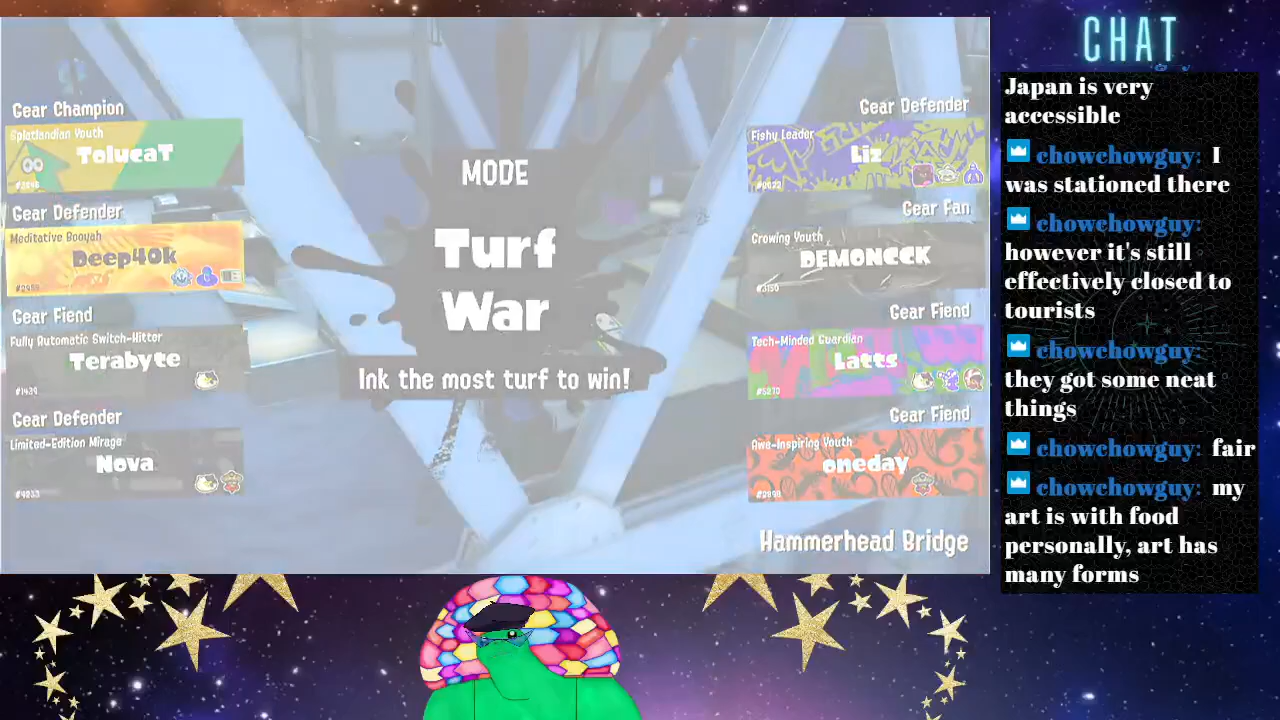 Gear Champion
Splatlandian Youth
TolucaT
Gear Defender
Meditative Booyah
Deep40k
Gear Fiend
Fully Automatic Switch-Hitter
Terabyte
#1439
Gear Defender
Limited-Edition Mirage
Nova
MODE
Turf
War
Ink the most turf to win!
Gear Defender
Fishy Leader
Liz
Gear Fan
Growing Youth
DEMONCCK
Gear Fiend
Tech-Minded Guardian
Latts
Gear Fiend
Awe-Inspiring Youth
oneday
Hammerhead Bridge
CHAT
Japan is very
accessible
chowchowguy: I
was stationed there
chowchowguy:
however it's still
effectively closed to
tourists
chowchowguy:
they got some neat
things
chowchowguy: fair
chowchowguy: my
art is with food
personally, art has
many forms